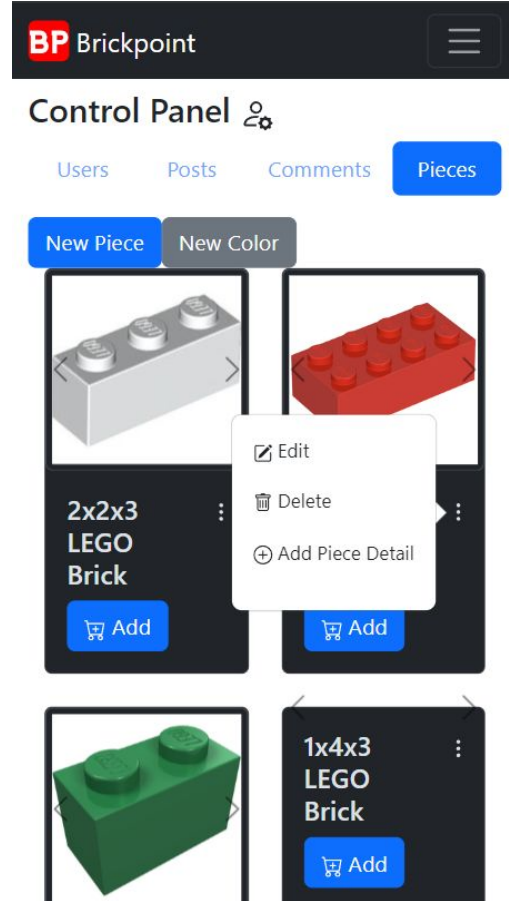 BP Brickpoint
Control Panel
Users Posts Comments Pieces
New Piece New Color
2x2x3
LEGO
Brick
Add
Edit
Delete
Add Piece Detail
Add
1x4x3
LEGO
Brick
Add